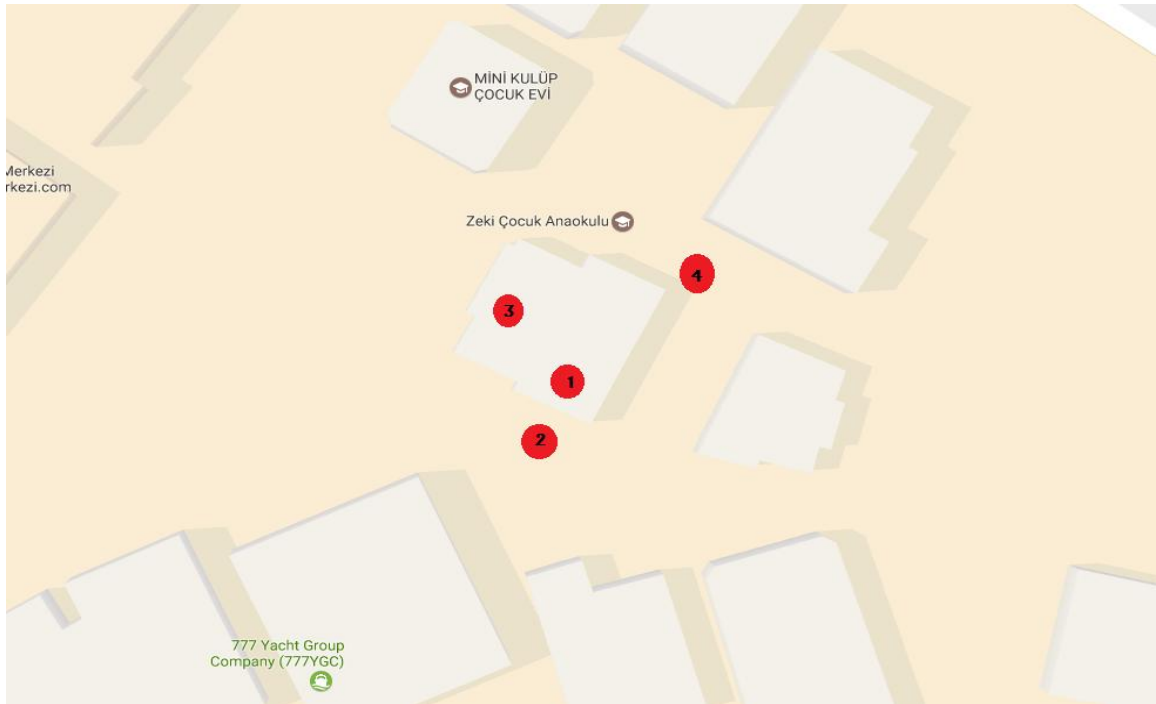 MİNİ KULÜP
ÇOCUK EVİ
Merkezi
rkezi.com
Zeki Çocuk Anaokulu
4
3
1
2
777 Yacht Group
Company (777YGC)